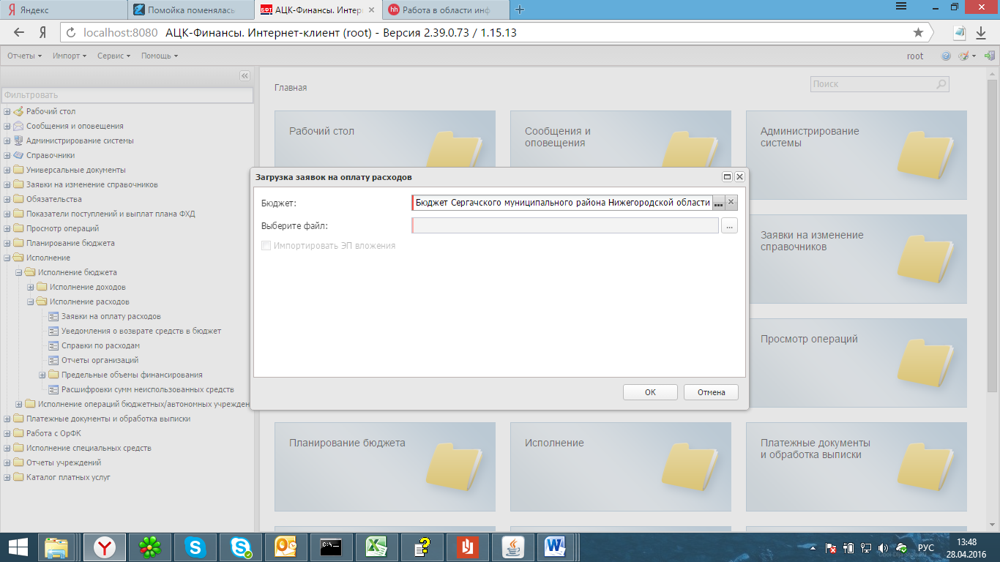 Яндекс
Помойка поменялась
БФТ АЦК-Финансы. Интерн
hh Работа в области инф
localhost:8080 АЦК-Финансы. Интернет-клиент (root) - Версия 2.39.0.73 / 1.15.13
Отчеты Импорт Сервис Помощь root
Фильтровать
Рабочий стол
Сообщения и оповещения
Администрирование системы
Справочники
Универсальные документы
Заявки на изменение справочников
Обязательства
Показатели поступлений и выплат плана ФХД
Просмотр операций
Планирование бюджета
Исполнение
Исполнение бюджета
Исполнение доходов
Исполнение расходов
Заявки на оплату расходов
Уведомления о возврате средств в бюджет
Справки по расходам
Отчеты организаций
Предельные объемы финансирования
Расшифровки сумм неиспользованных средств
Исполнение операций бюджетных/автономных учрежден
Платежные документы и обработка выписки
Работа с ОрФК
Исполнение специальных средств
Отчеты учреждений
Каталог платных услуг
Главная
Поиск
Рабочий стол
Сообщения и
оповещения
Администрирование
системы
Заявки на изменение
справочников
Просмотр операций
Планирование бюджета
Исполнение
Платежные документы
и обработка выписки
Загрузка заявок на оплату расходов
Бюджет: Бюджет Сергачского муниципального района Нижегородской области ...
Выберите файл: ...
Импортировать ЭП вложения
OK Отмена
C:\
РУС
13:48
28.04.2016